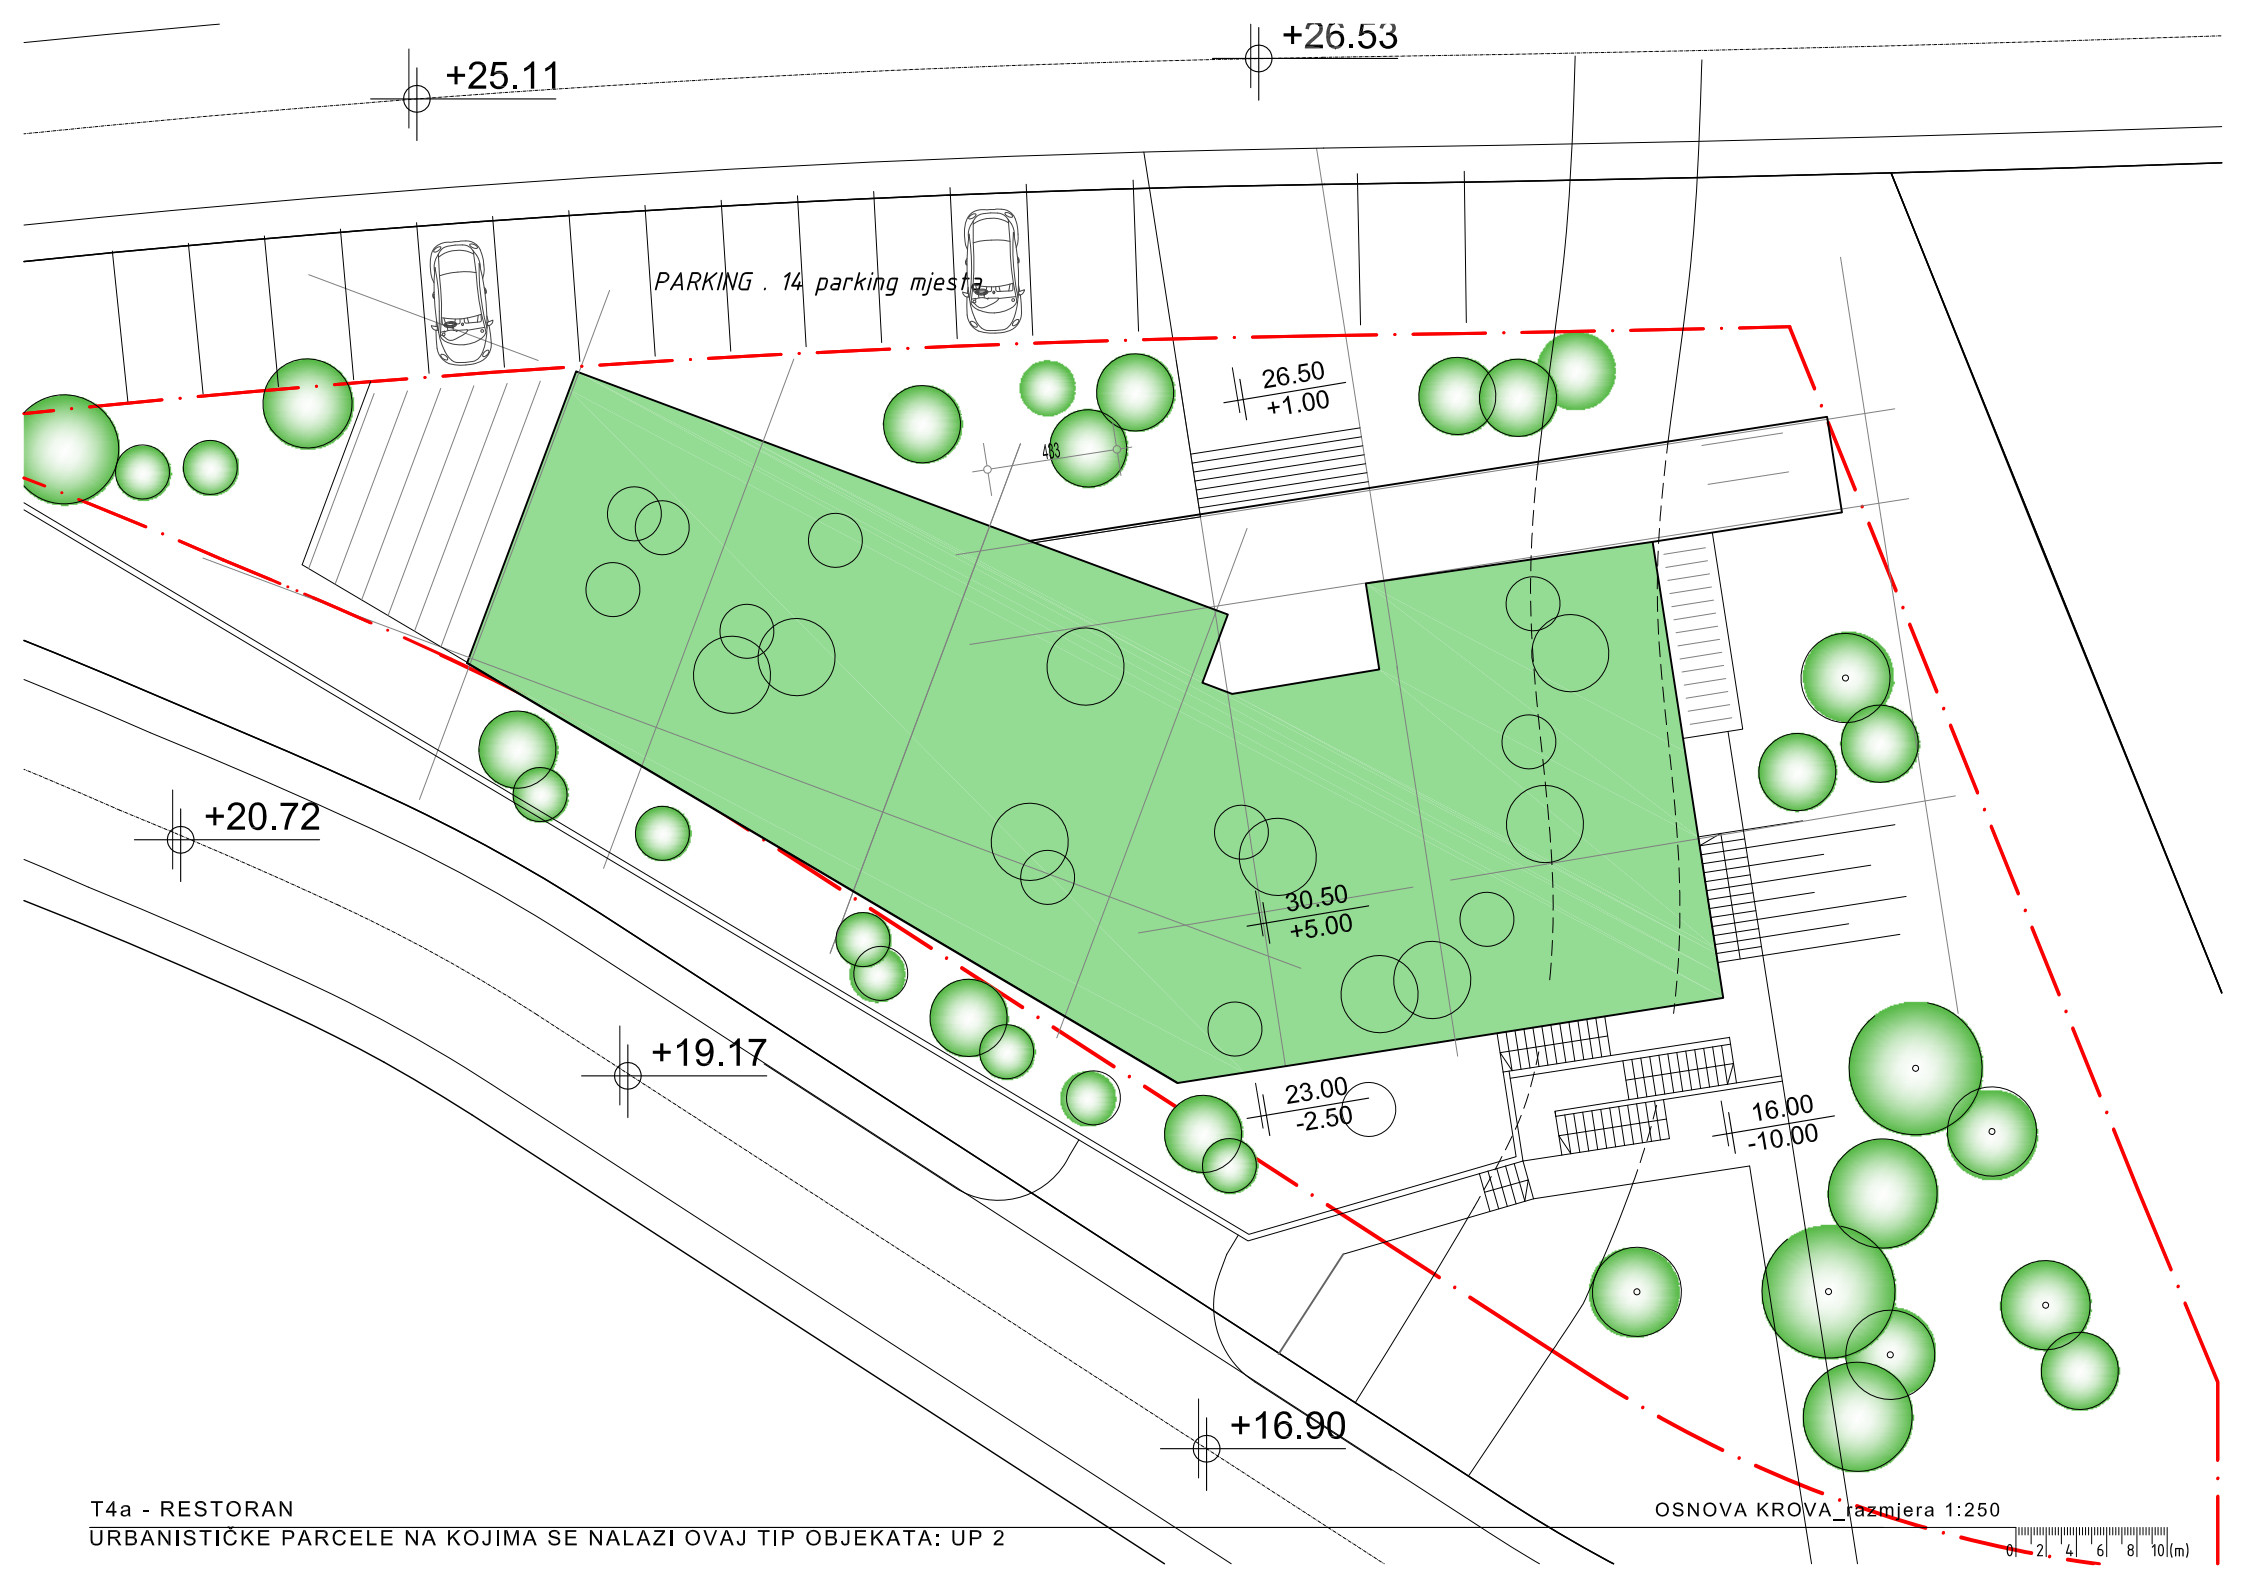 +26.53
+25.11
PARKING . 14 parking mjesta
26.50
+1.00
483
+20.72
30.50
+5.00
+19.17
23.00
-2.50
16.00
-10.00
+16.90
T4a - RESTORAN
OSNOVA KROVA_razmjera 1:250
URBANISTIČKE PARCELE NA KOJIMA SE NALAZI OVAJ TIP OBJEKATA: UP 2
0 2 4 6 8 10(m)